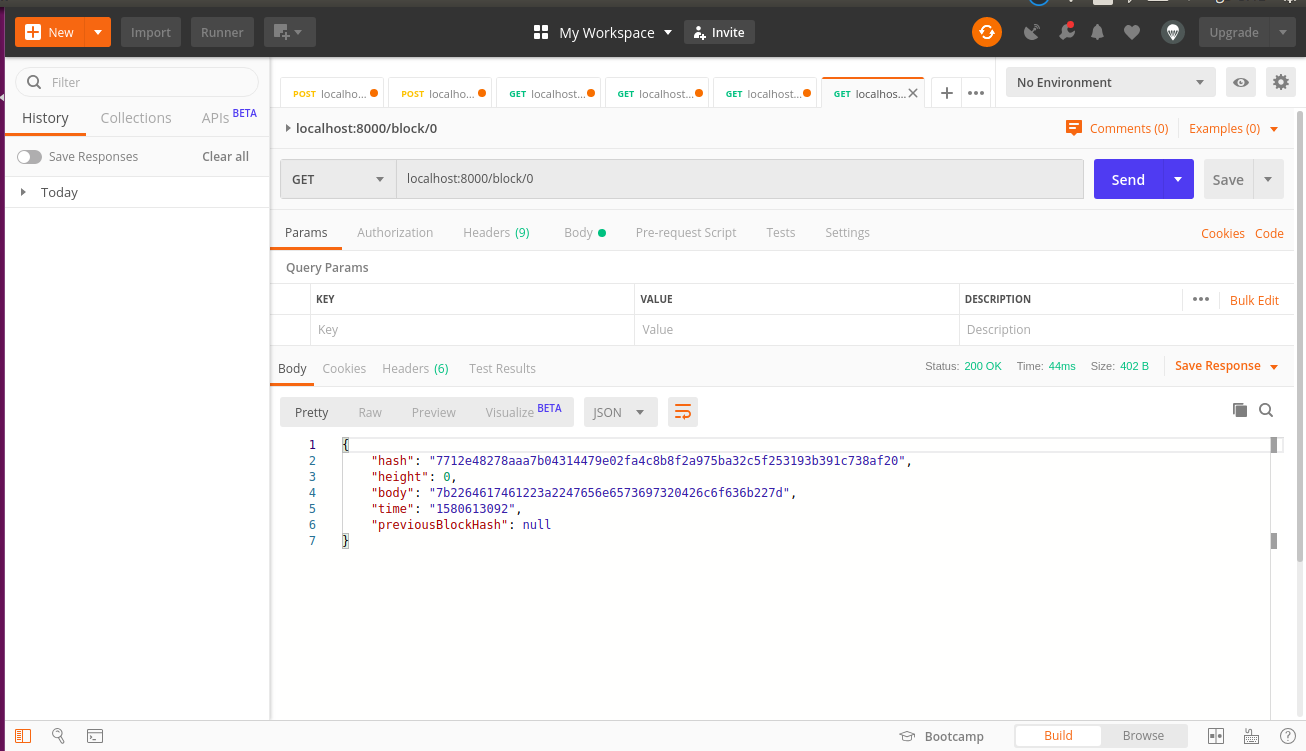 New Import Runner My Workspace Invite Upgrade
Filter
POST localho... POST localho... GET localhost... GET localhost... GET localhost... GET localhos... No Environment
History Collections APIs BETA
localhost:8000/block/0 Comments (0) Examples (0)
Save Responses Clear all
GET localhost:8000/block/0 Send Save
Today
Params Authorization Headers (9) Body Pre-request Script Tests Settings Cookies Code
Query Params
KEY VALUE DESCRIPTION Bulk Edit
Key Value Description
Body Cookies Headers (6) Test Results Status: 200 OK Time: 44ms Size: 402 B Save Response
Pretty Raw Preview Visualize BETA JSON
1 {
2 "hash": "7712e48278aaa7b04314479e02fa4c8b8f2a975ba32c5f253193b391c738af20",
3 "height": 0,
4 "body": "7b2264617461223a2247656e6573697320426c6f636b227d",
5 "time": "1580613092",
6 "previousBlockHash": null
7 }
Bootcamp Build Browse